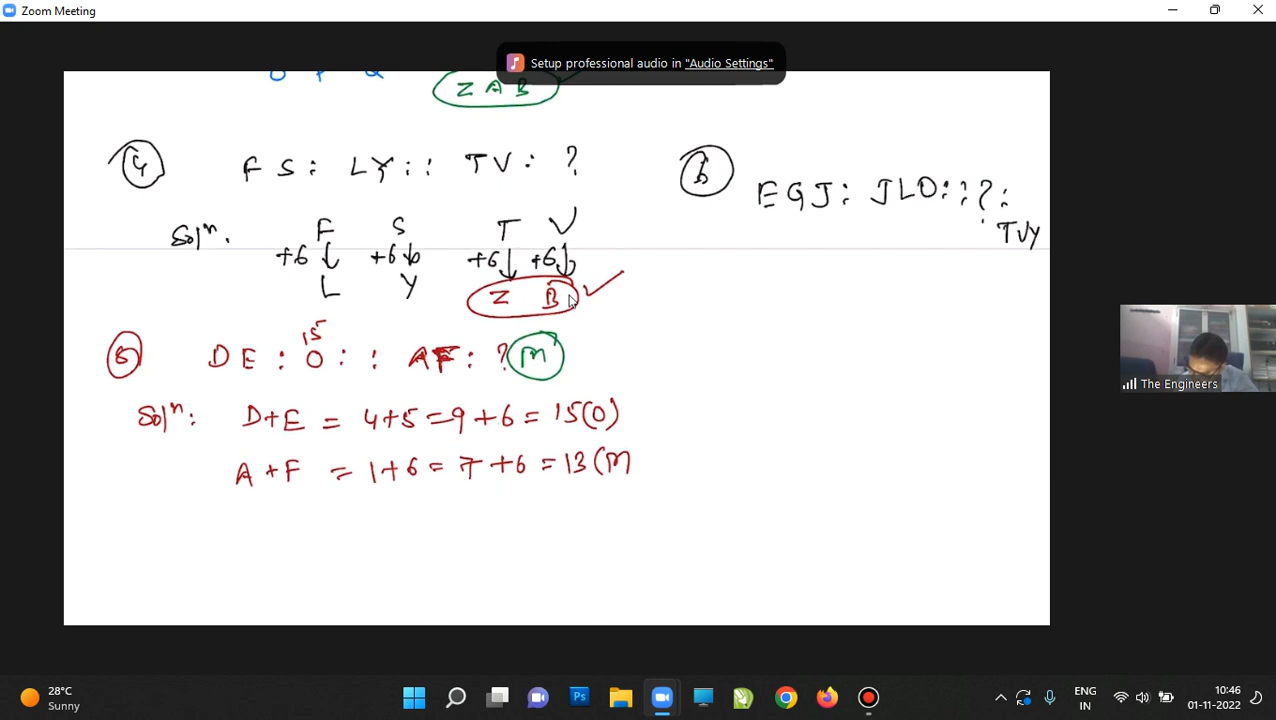 Zoom Meeting
Setup professional audio in "Audio Settings"
O P Q
Z A B
4 F S : L Y : : T V : ?
Solⁿ. F S T V
+6 +6 +6 +6
L Y Z B
15
5 D E : O : : A F : ? M
Solⁿ: D + E = 4 + 5 = 9 + 6 = 15 (O)
A + F = 1 + 6 = 7 + 6 = 13 (M
6 E G J : J L O : : ? :
TVY
The Engineers
28°C
Sunny
ENG
IN
10:46
01-11-2022